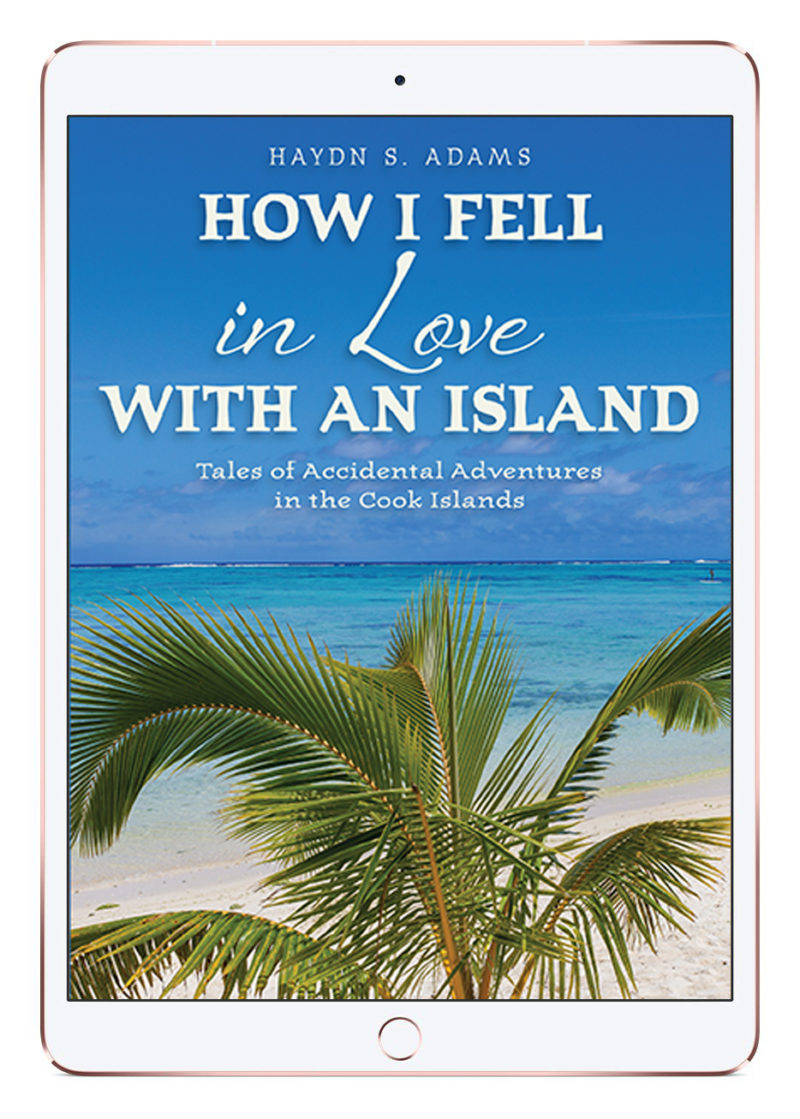 HAYDN S. ADAMS
HOW I FELL
in Love
WITH AN ISLAND
Tales of Accidental Adventures
in the Cook Islands